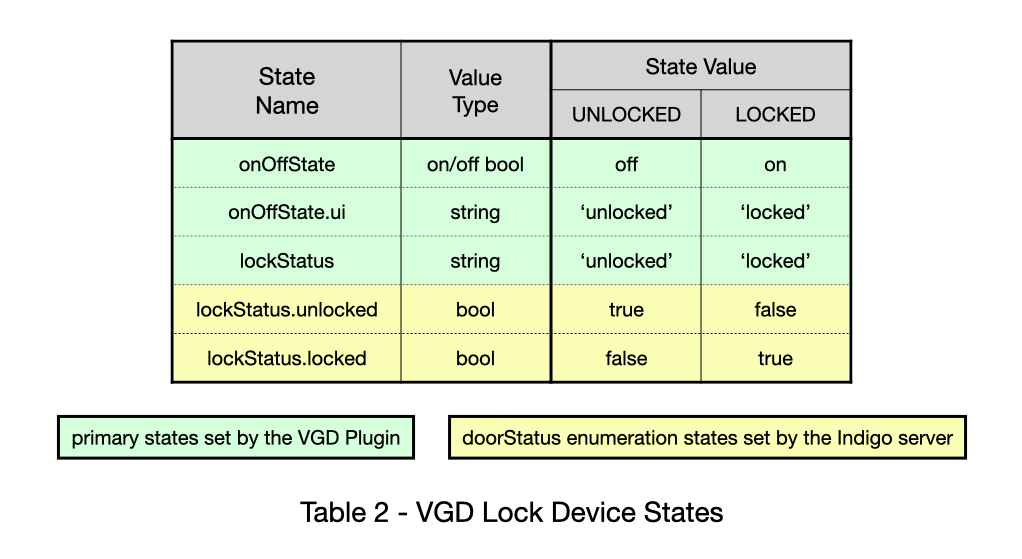 State Name
Value Type
State Value
UNLOCKED LOCKED
onOffState on/off bool off on
onOffState.ui string ‘unlocked’ ‘locked’
lockStatus string ‘unlocked’ ‘locked’
lockStatus.unlocked bool true false
lockStatus.locked bool false true
primary states set by the VGD Plugin
doorStatus enumeration states set by the Indigo server
Table 2 - VGD Lock Device States